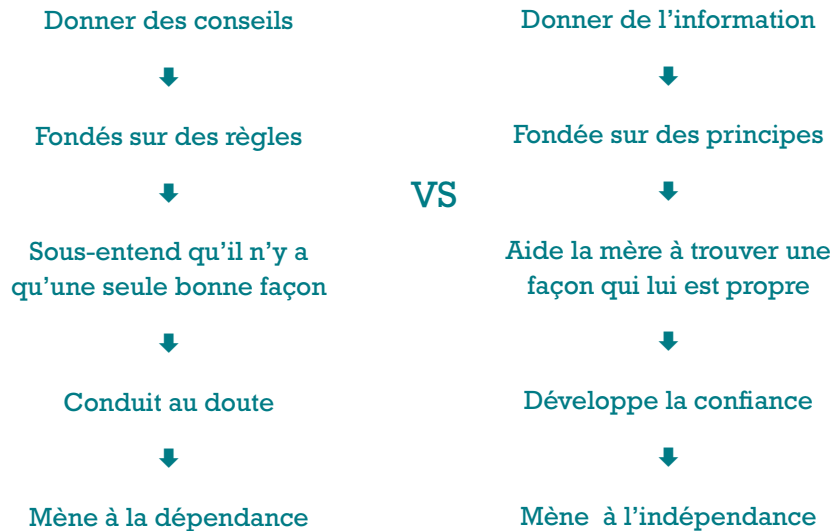 Donner des conseils
Fondés sur des règles
Sous-entend qu’il n’y a
qu’une seule bonne façon
Conduit au doute
Mène à la dépendance
VS
Donner de l’information
Fondée sur des principes
Aide la mère à trouver une
façon qui lui est propre
Développe la confiance
Mène à l’indépendance